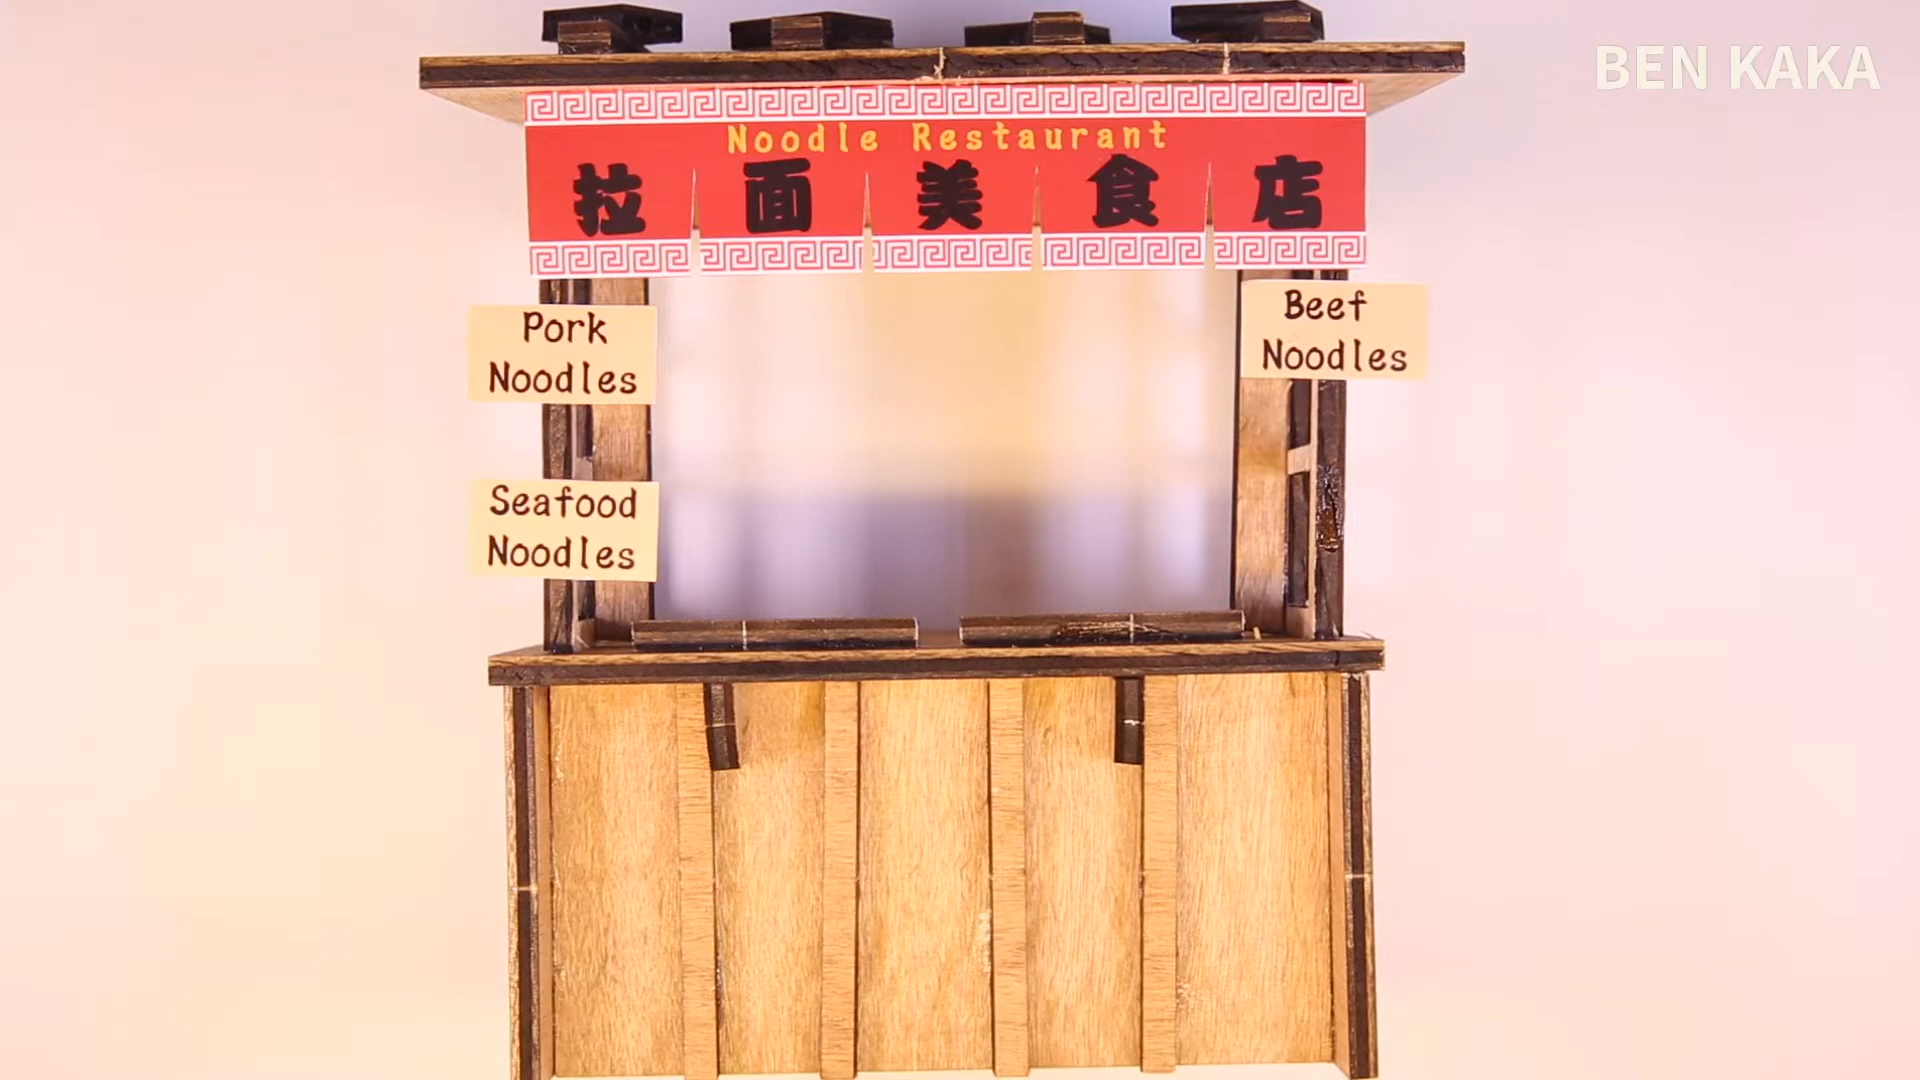 BEN KAKA
Noodle Restaurant
拉面美食店
Pork
Noodles
Beef
Noodles
Seafood
Noodles